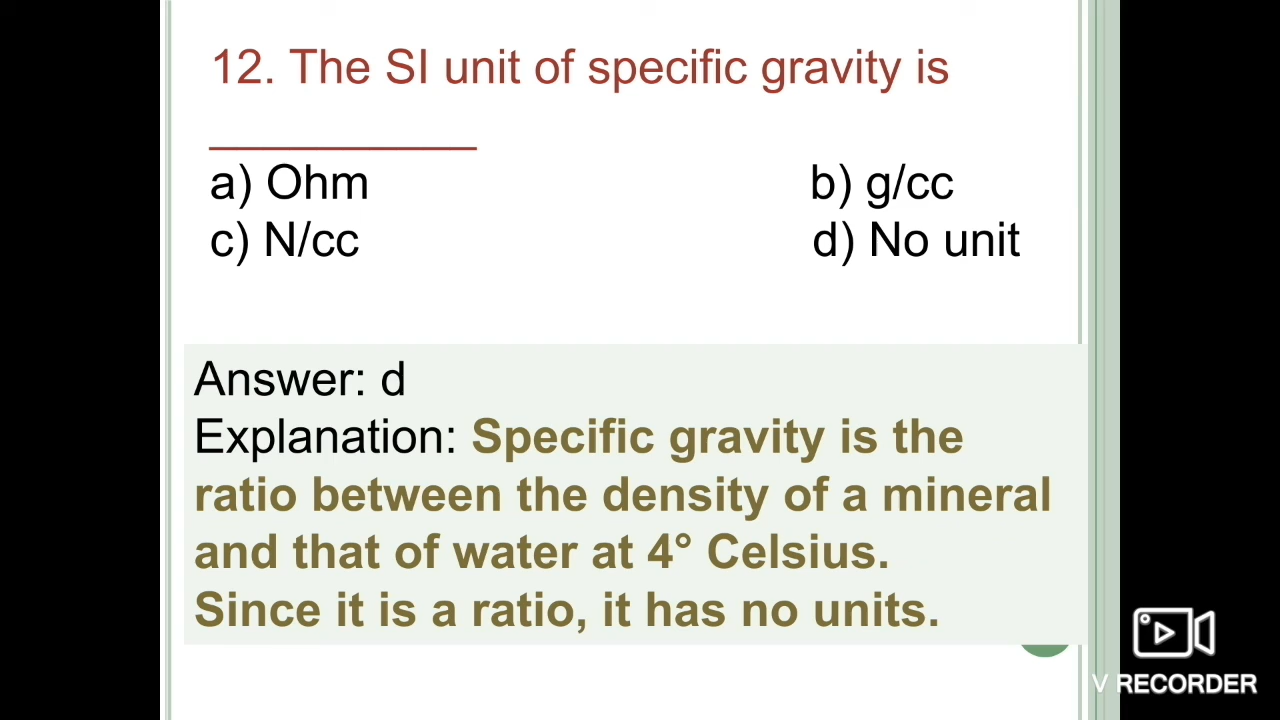 12. The SI unit of specific gravity is
___________
a) Ohm b) g/cc
c) N/cc d) No unit
Answer: d
Explanation: Specific gravity is the
ratio between the density of a mineral
and that of water at 4° Celsius.
Since it is a ratio, it has no units.
V RECORDER